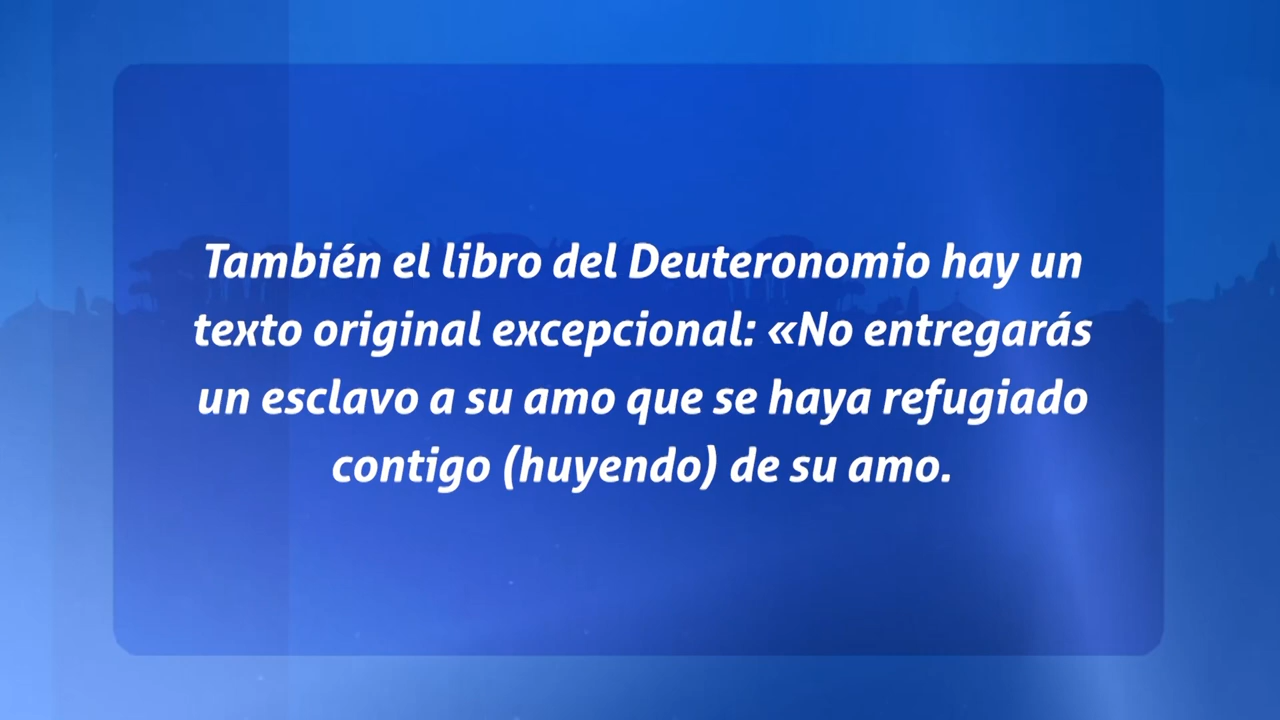 También el libro del Deuteronomio hay un
texto original excepcional: «No entregarás
un esclavo a su amo que se haya refugiado
contigo (huyendo) de su amo.